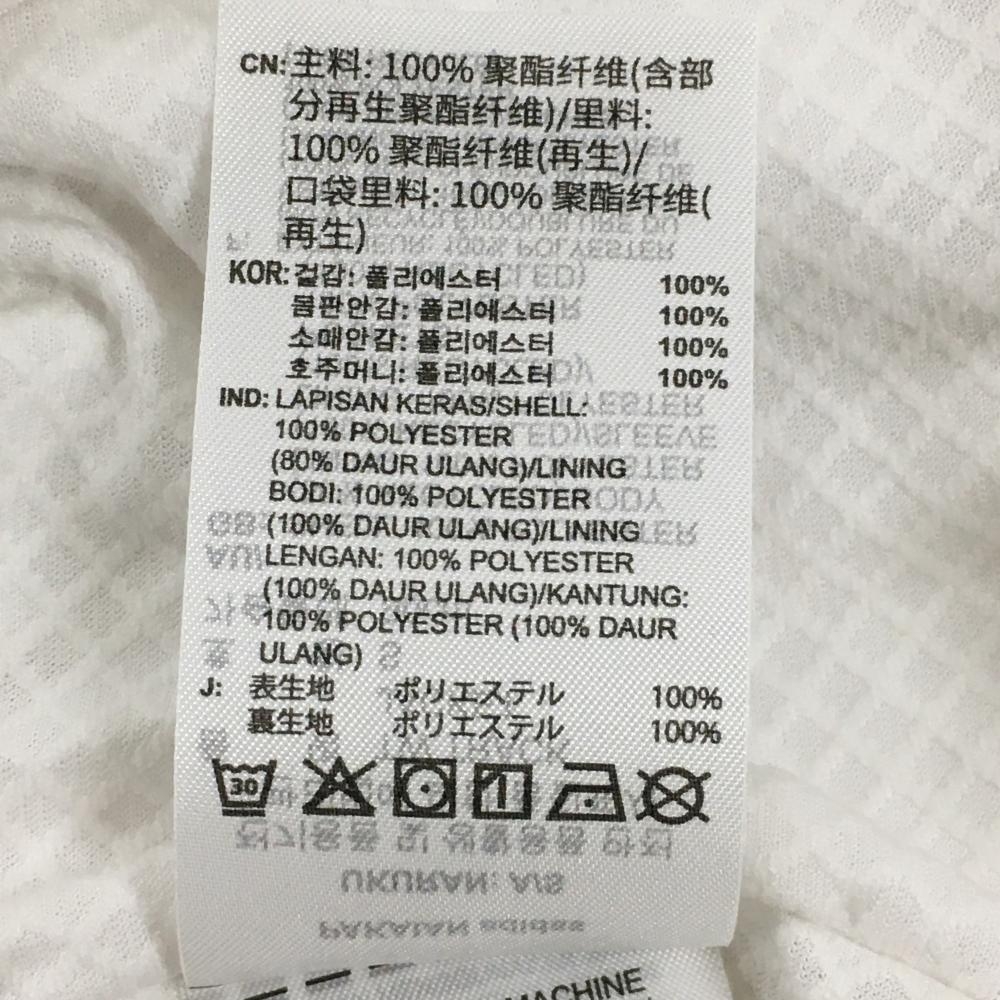 CN: 主料: 100% 聚酯纤维(含部
分再生聚酯纤维)/里料:
100% 聚酯纤维(再生)/
口袋里料: 100% 聚酯纤维(
再生)
KOR: 겉감: 폴리에스터 100%
몸판안감: 폴리에스터 100%
소매안감: 폴리에스터 100%
호주머니: 폴리에스터 100%
IND: LAPISAN KERAS/SHELL:
100% POLYESTER
(80% DAUR ULANG)/LINING
BODI: 100% POLYESTER
(100% DAUR ULANG)/LINING
LENGAN: 100% POLYESTER
(100% DAUR ULANG)/KANTUNG:
100% POLYESTER (100% DAUR
ULANG)
J: 表生地 ポリエステル 100%
裏生地 ポリエステル 100%
30
UKURAN: A/S
PAKAIAN adidas
MACHINE